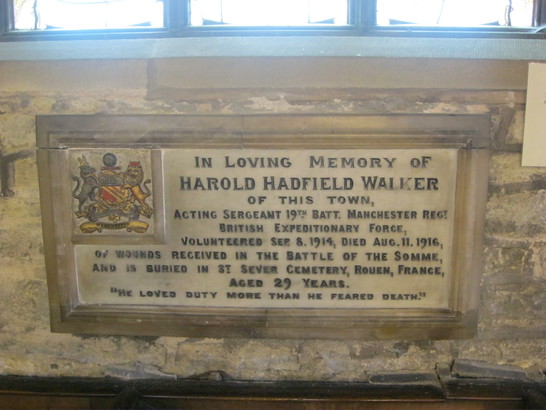 IN LOVING MEMORY OF
HAROLD HADFIELD WALKER
OF THIS TOWN,
ACTING SERGEANT 19TH BATT. MANCHESTER REGT
BRITISH EXPEDITIONARY FORCE,
VOLUNTEERED SEP. 8, 1914, DIED AUG. 11, 1916,
OF WOUNDS RECEIVED IN THE BATTLE OF THE SOMME,
AND IS BURIED IN ST SEVER CEMETERY, ROUEN, FRANCE,
AGED 29 YEARS.
"HE LOVED DUTY MORE THAN HE FEARED DEATH."